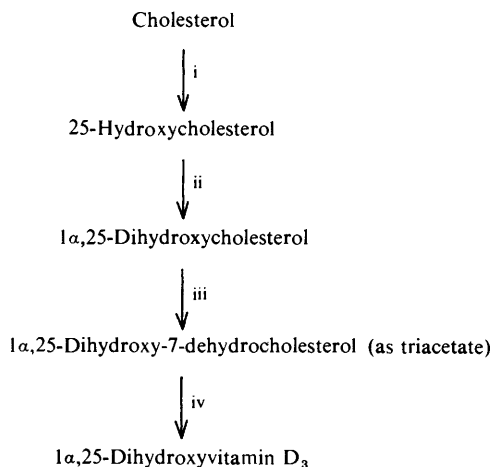 Cholesterol
i
25-Hydroxycholesterol
ii
1α,25-Dihydroxycholesterol
iii
1α,25-Dihydroxy-7-dehydrocholesterol (as triacetate)
iv
1α,25-Dihydroxyvitamin D₃